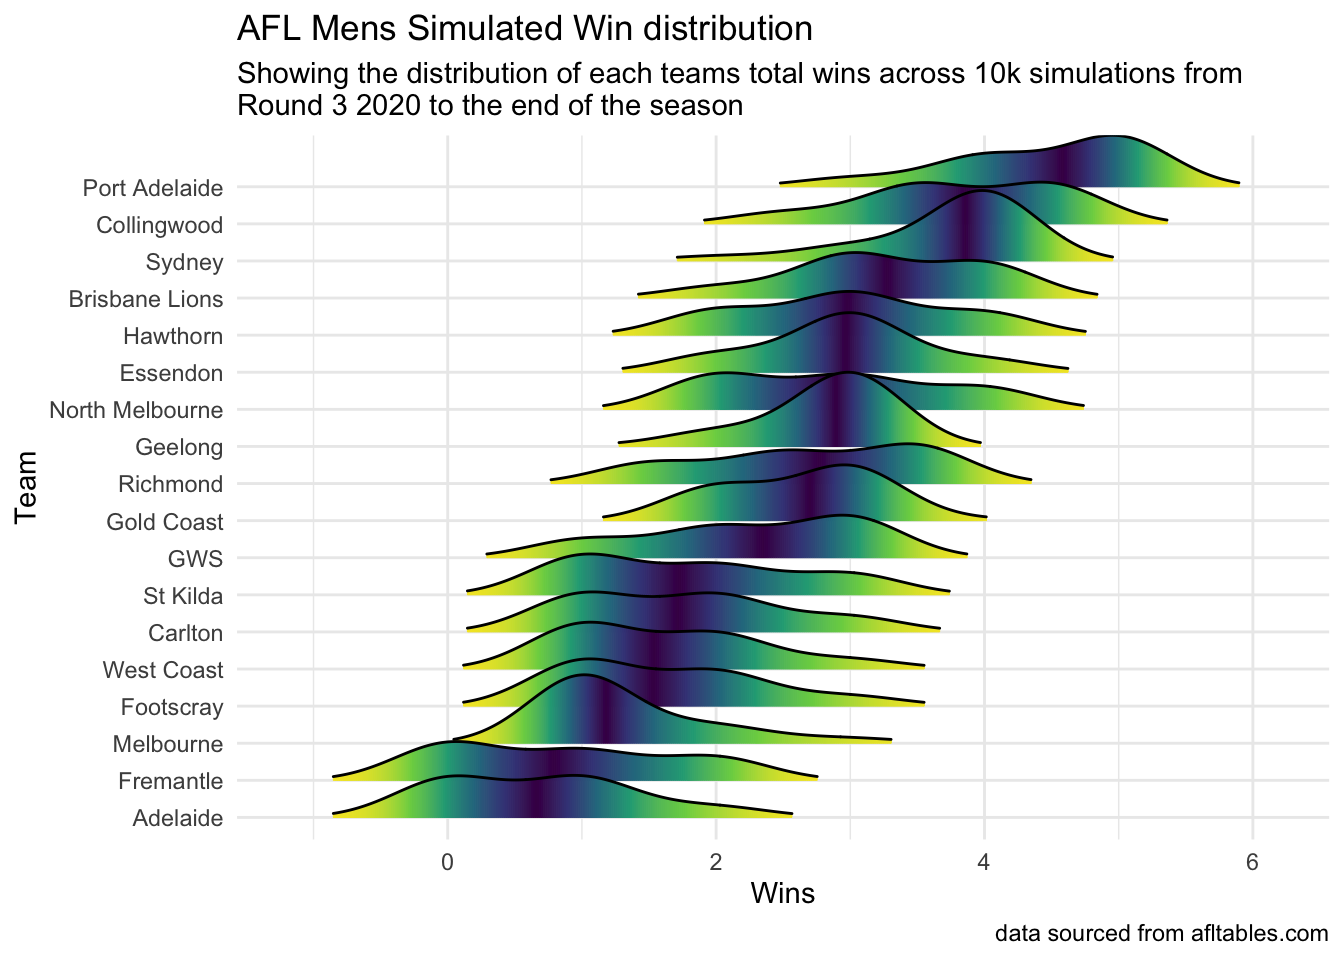 AFL Mens Simulated Win distribution
Showing the distribution of each teams total wins across 10k simulations from
Round 3 2020 to the end of the season
Team
Port Adelaide
Collingwood
Sydney
Brisbane Lions
Hawthorn
Essendon
North Melbourne
Geelong
Richmond
Gold Coast
GWS
St Kilda
Carlton
West Coast
Footscray
Melbourne
Fremantle
Adelaide
0 2 4 6
Wins
data sourced from afltables.com